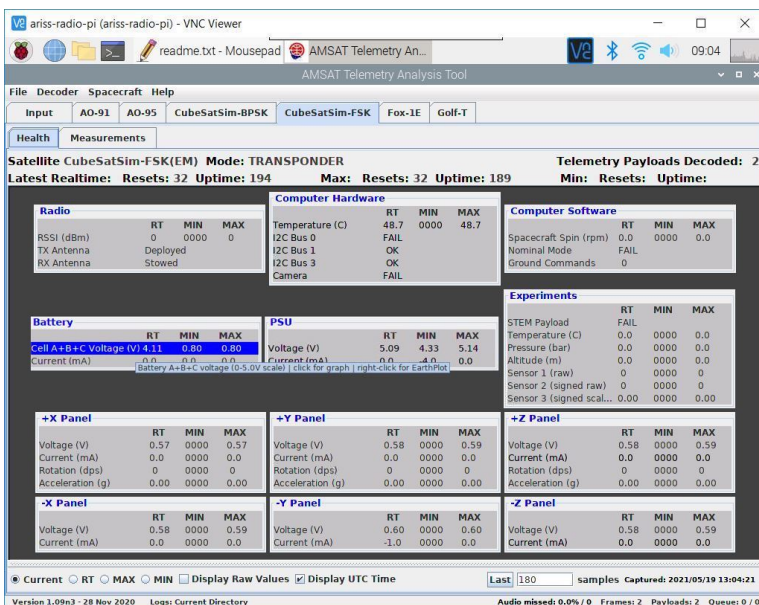 ariss-radio-pi (ariss-radio-pi) - VNC Viewer
readme.txt - Mousepad AMSAT Telemetry An... 09:04
AMSAT Telemetry Analysis Tool
File Decoder Spacecraft Help
Input AO-91 AO-95 CubeSatSim-BPSK CubeSatSim-FSK Fox-1E Golf-T
Health Measurements
Satellite CubeSatSim-FSK(EM) Mode: TRANSPONDER Telemetry Payloads Decoded: 2
Latest Realtime: Resets: 32 Uptime: 194 Max: Resets: 32 Uptime: 189 Min: Resets: Uptime:
Radio
RT MIN MAX
RSSI (dBm) 0 0000 0
TX Antenna Deployed
RX Antenna Stowed
Computer Hardware
RT MIN MAX
Temperature (C) 48.7 0000 48.7
I2C Bus 0 FAIL
I2C Bus 1 OK
I2C Bus 3 OK
Camera FAIL
Computer Software
RT MIN MAX
Spacecraft Spin (rpm) 0.0 0000 0.0
Nominal Mode FAIL
Ground Commands 0
Battery
RT MIN MAX
Cell A+B+C Voltage (V) 4.11 0.80 0.80
Current (mA) 0.0 0.0 0.0
PSU
RT MIN MAX
Voltage (V) 5.09 4.33 5.14
Current (mA) 0.0 -4.0 0.0
Battery A+B+C voltage (0-5.0V scale) | click for graph | right-click for EarthPlot
Experiments
RT MIN MAX
STEM Payload FAIL
Temperature (C) 0.0 0000 0.0
Pressure (bar) 0.0 0000 0.0
Altitude (m) 0.0 0000 0.0
Sensor 1 (raw) 0 0000 0
Sensor 2 (signed raw) 0 0000 0
Sensor 3 (signed scal... 0.00 0000 0.00
+X Panel
RT MIN MAX
Voltage (V) 0.57 0000 0.57
Current (mA) 0.0 0000 0.0
Rotation (dps) 0 0000 0
Acceleration (g) 0.00 0000 0.00
+Y Panel
RT MIN MAX
Voltage (V) 0.58 0000 0.59
Current (mA) 0.0 0000 0.0
Rotation (dps) 0 0000 0
Acceleration (g) 0.00 0000 0.00
+Z Panel
RT MIN MAX
Voltage (V) 0.58 0000 0.59
Current (mA) 0.0 0000 0.0
Rotation (dps) 0 0000 0
Acceleration (g) 0.00 0000 0.00
-X Panel
RT MIN MAX
Voltage (V) 0.58 0000 0.59
Current (mA) 0.0 0000 0.0
-Y Panel
RT MIN MAX
Voltage (V) 0.60 0000 0.60
Current (mA) -1.0 0000 0.0
-Z Panel
RT MIN MAX
Voltage (V) 0.58 0000 0.59
Current (mA) 0.0 0000 0.0
Current RT MAX MIN Display Raw Values Display UTC Time Last 180 samples Captured: 2021/05/19 13:04:21
Version 1.09n3 - 28 Nov 2020 Logs: Current Directory Audio missed: 0.0% / 0 Frames: 2 Payloads: 2 Queue: 0 / 0